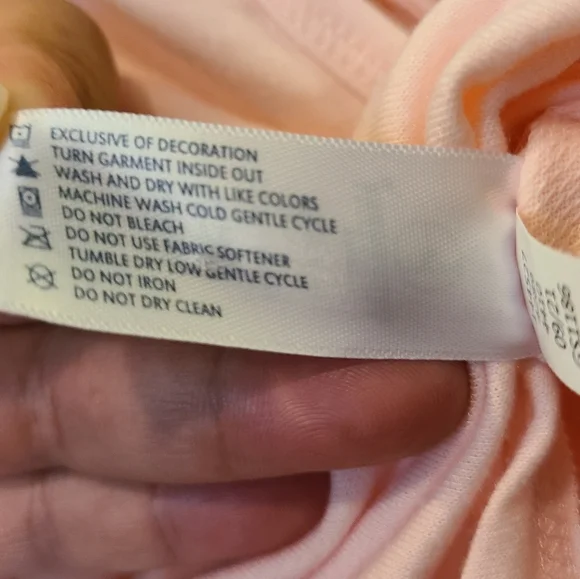 EXCLUSIVE OF DECORATION
TURN GARMENT INSIDE OUT
WASH AND DRY WITH LIKE COLORS
MACHINE WASH COLD GENTLE CYCLE
DO NOT BLEACH
DO NOT USE FABRIC SOFTENER
TUMBLE DRY LOW GENTLE CYCLE
DO NOT IRON
DO NOT DRY CLEAN
09/21